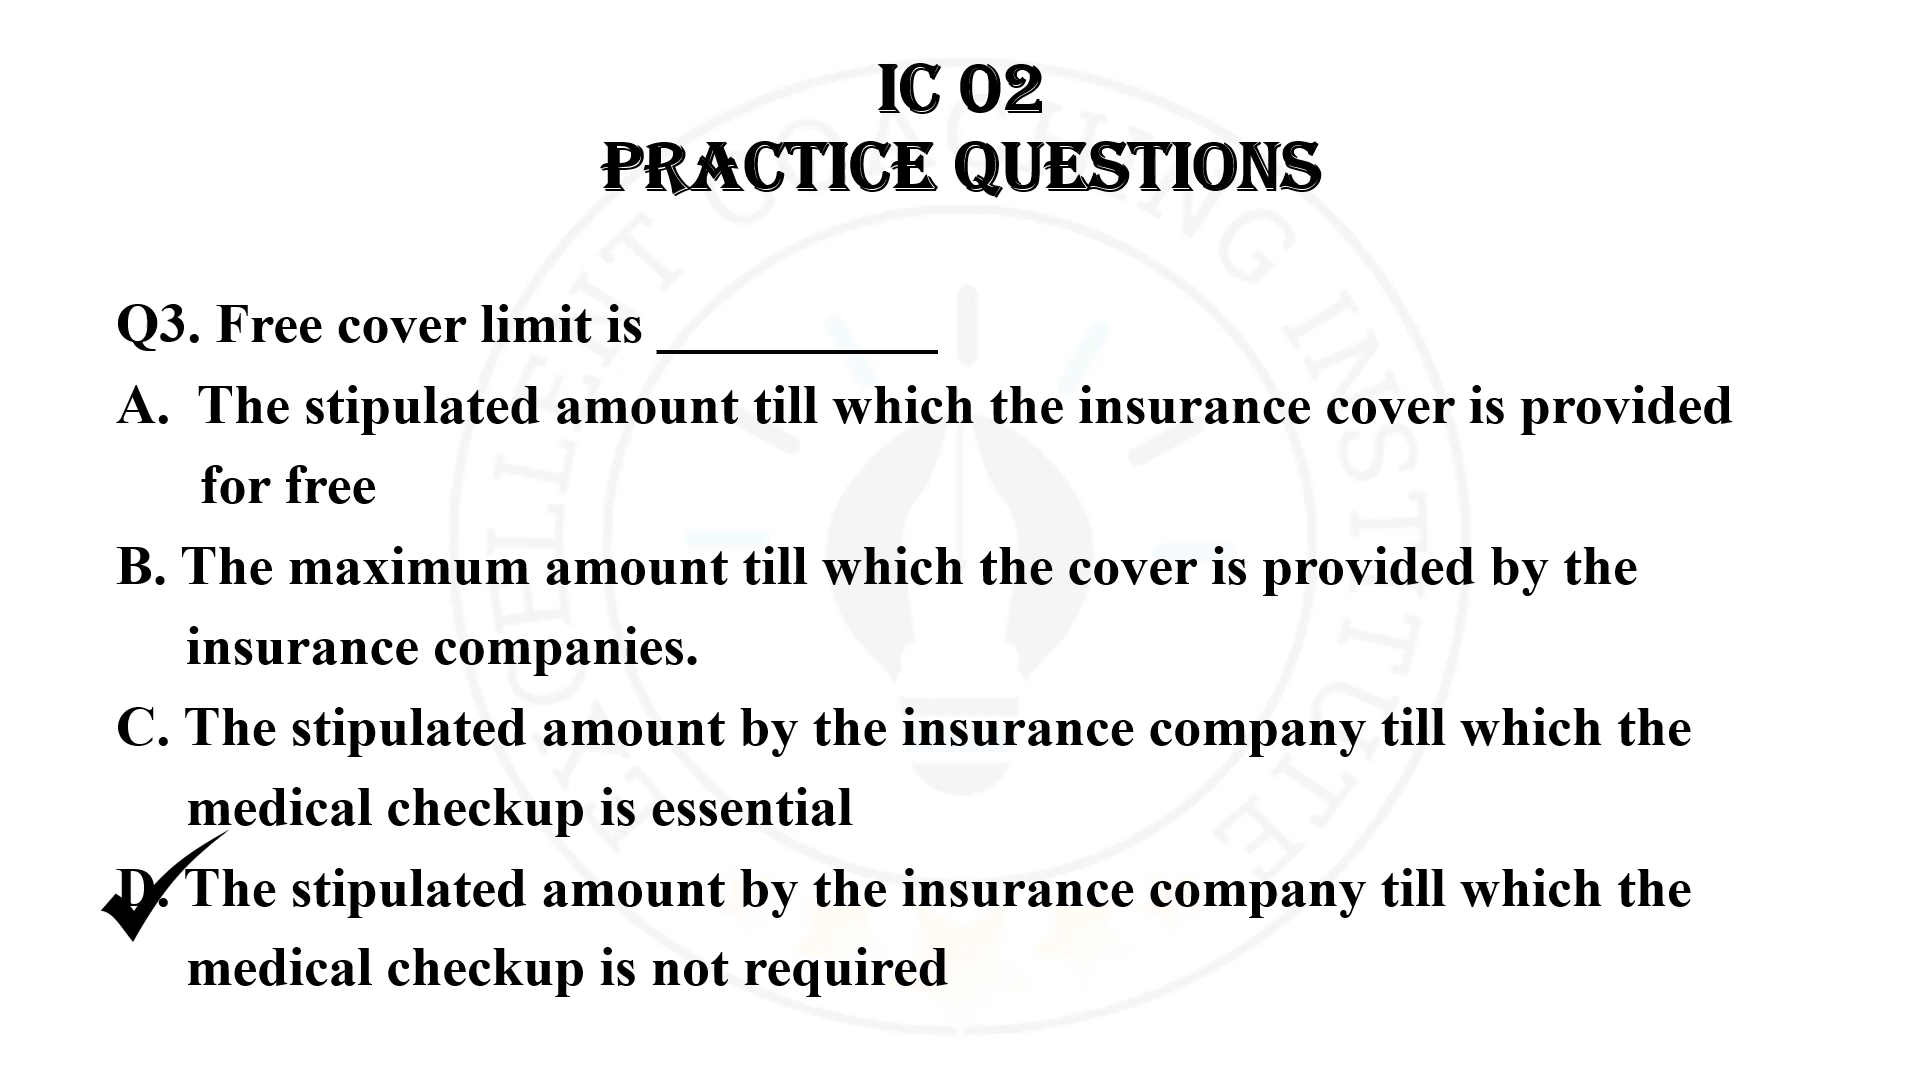 IC 02
PRACTICE QUESTIONS
Q3. Free cover limit is __________
A. The stipulated amount till which the insurance cover is provided
for free
B. The maximum amount till which the cover is provided by the
insurance companies.
C. The stipulated amount by the insurance company till which the
medical checkup is essential
D. The stipulated amount by the insurance company till which the
medical checkup is not required
EXCELLEIT COACHING INSTITUTE